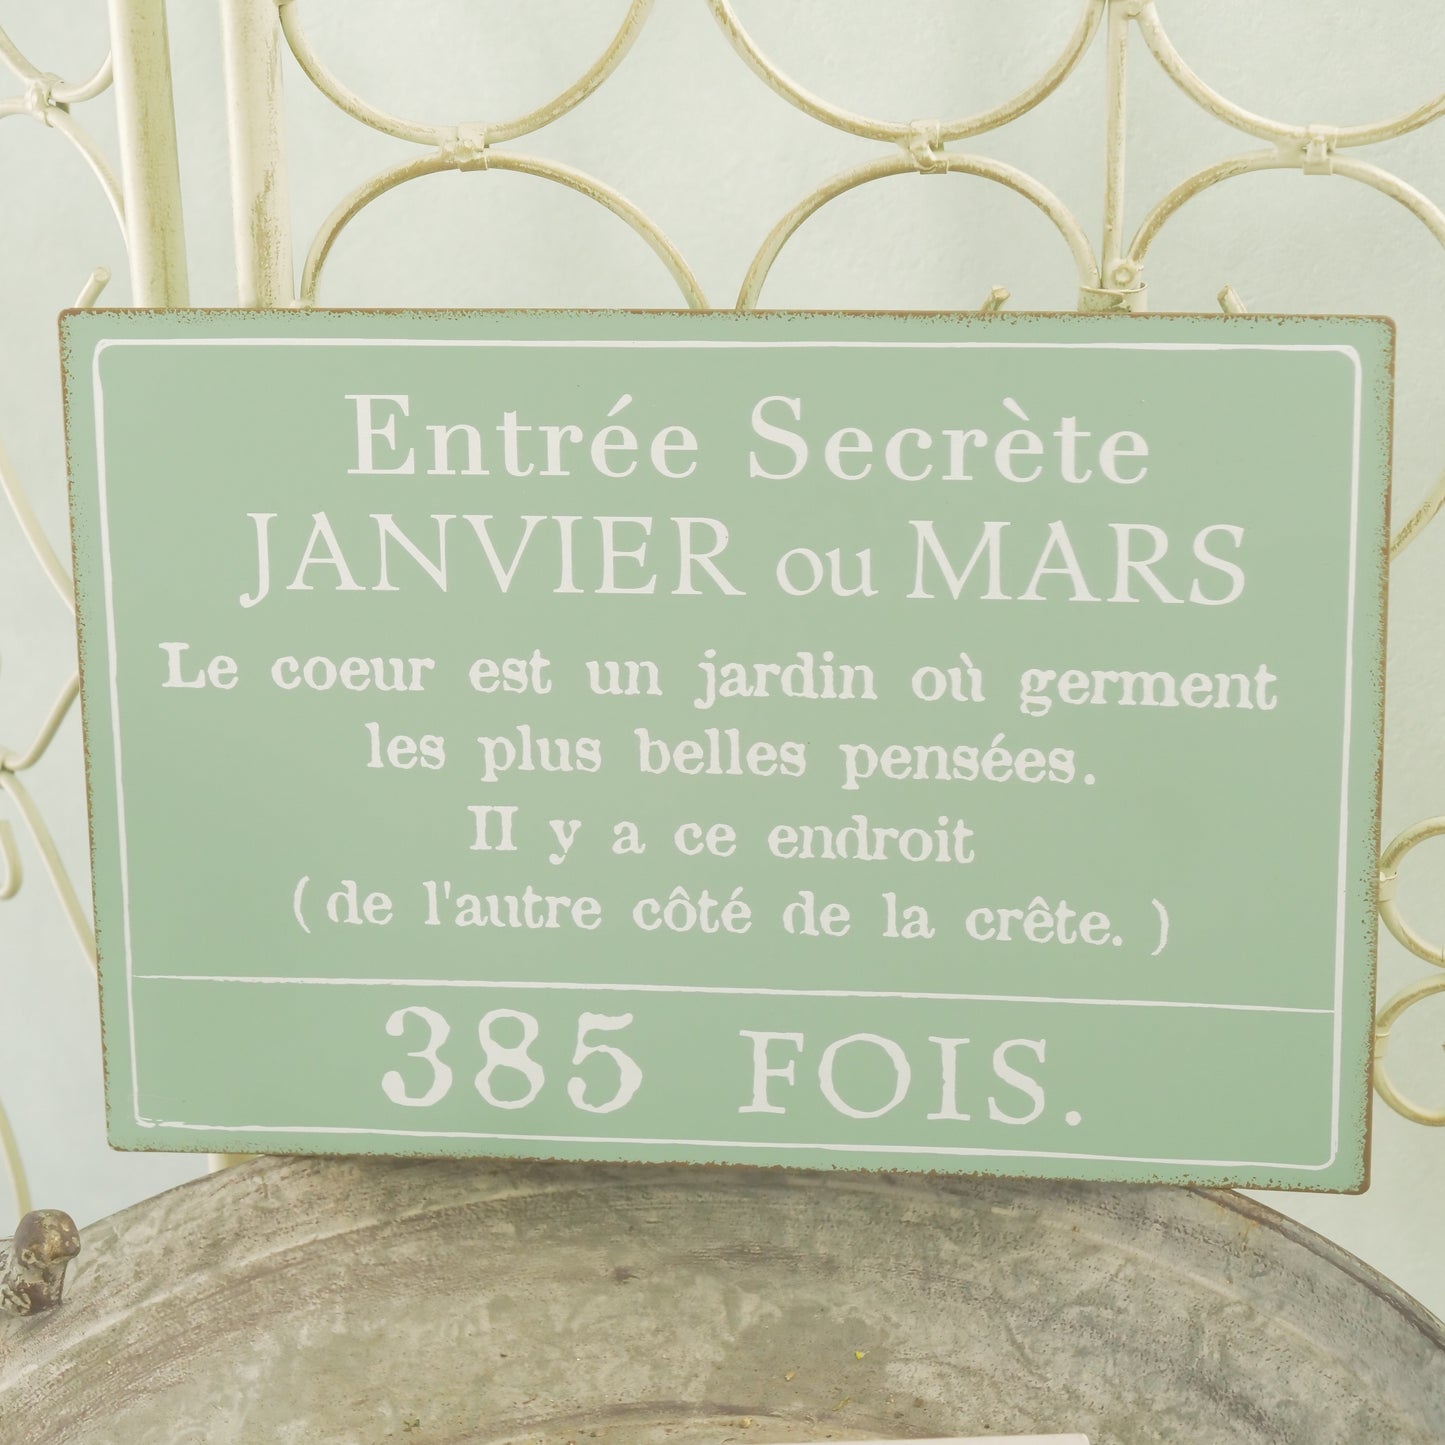 Entrée Secrète
JANVIER ou MARS
Le coeur est un jardin où germent
les plus belles pensées.
Il y a ce endroit
( de l'autre côté de la crête. )
385 FOIS.